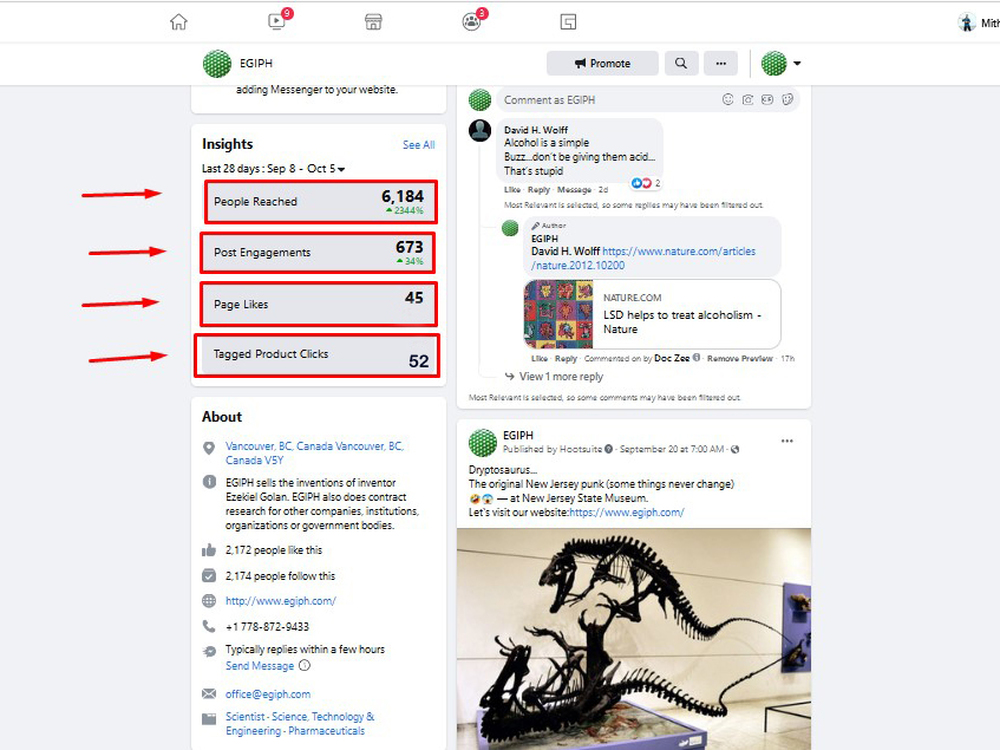 9
3
Mith
EGIPH
Promote
adding Messenger to your website.
Insights
See All
Last 28 days : Sep 8 - Oct 5
People Reached
6,184
2344%
Post Engagements
673
34%
Page Likes
45
Tagged Product Clicks
52
About
Vancouver, BC, Canada Vancouver, BC,
Canada V5Y
EGIPH sells the inventions of inventor
Ezekiel Golan. EGIPH also does contract
research for other companies, institutions,
organizations or government bodies.
2,172 people like this
2,174 people follow this
http://www.egiph.com/
+1 778-872-9433
Typically replies within a few hours
Send Message
office@egiph.com
Scientist · Science, Technology &
Engineering · Pharmaceuticals
Comment as EGIPH
David H. Wolff
Alcohol is a simple
Buzz...don't be giving them acid...
That's stupid
2
Like · Reply · Message · 2d
Most Relevant is selected, so some replies may have been filtered out.
Author
EGIPH
David H. Wolff https://www.nature.com/articles
/nature.2012.10200
NATURE.COM
LSD helps to treat alcoholism -
Nature
Like · Reply · Commented on by Doc Zee · Remove Preview · 17h
View 1 more reply
Most Relevant is selected, so some comments may have been filtered out.
EGIPH
Published by Hootsuite · September 20 at 7:00 AM ·
Dryptosaurus...
The original New Jersey punk (some things never change)
🤣😱 — at New Jersey State Museum.
Let's visit our website:https://www.egiph.com/